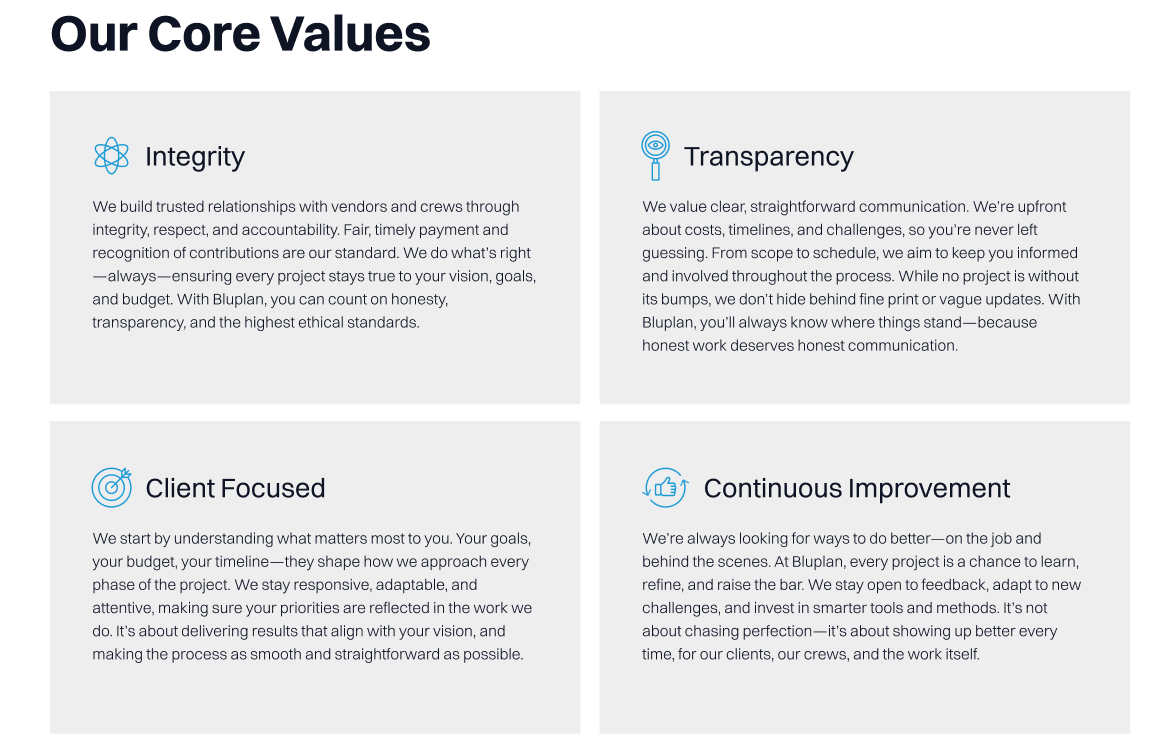 Our Core Values
Integrity
We build trusted relationships with vendors and crews through
integrity, respect, and accountability. Fair, timely payment and
recognition of contributions are our standard. We do what’s right
—always—ensuring every project stays true to your vision, goals,
and budget. With Bluplan, you can count on honesty,
transparency, and the highest ethical standards.
Transparency
We value clear, straightforward communication. We’re upfront
about costs, timelines, and challenges, so you’re never left
guessing. From scope to schedule, we aim to keep you informed
and involved throughout the process. While no project is without
its bumps, we don’t hide behind fine print or vague updates. With
Bluplan, you’ll always know where things stand—because
honest work deserves honest communication.
Client Focused
We start by understanding what matters most to you. Your goals,
your budget, your timeline—they shape how we approach every
phase of the project. We stay responsive, adaptable, and
attentive, making sure your priorities are reflected in the work we
do. It’s about delivering results that align with your vision, and
making the process as smooth and straightforward as possible.
Continuous Improvement
We’re always looking for ways to do better—on the job and
behind the scenes. At Bluplan, every project is a chance to learn,
refine, and raise the bar. We stay open to feedback, adapt to new
challenges, and invest in smarter tools and methods. It’s not
about chasing perfection—it’s about showing up better every
time, for our clients, our crews, and the work itself.